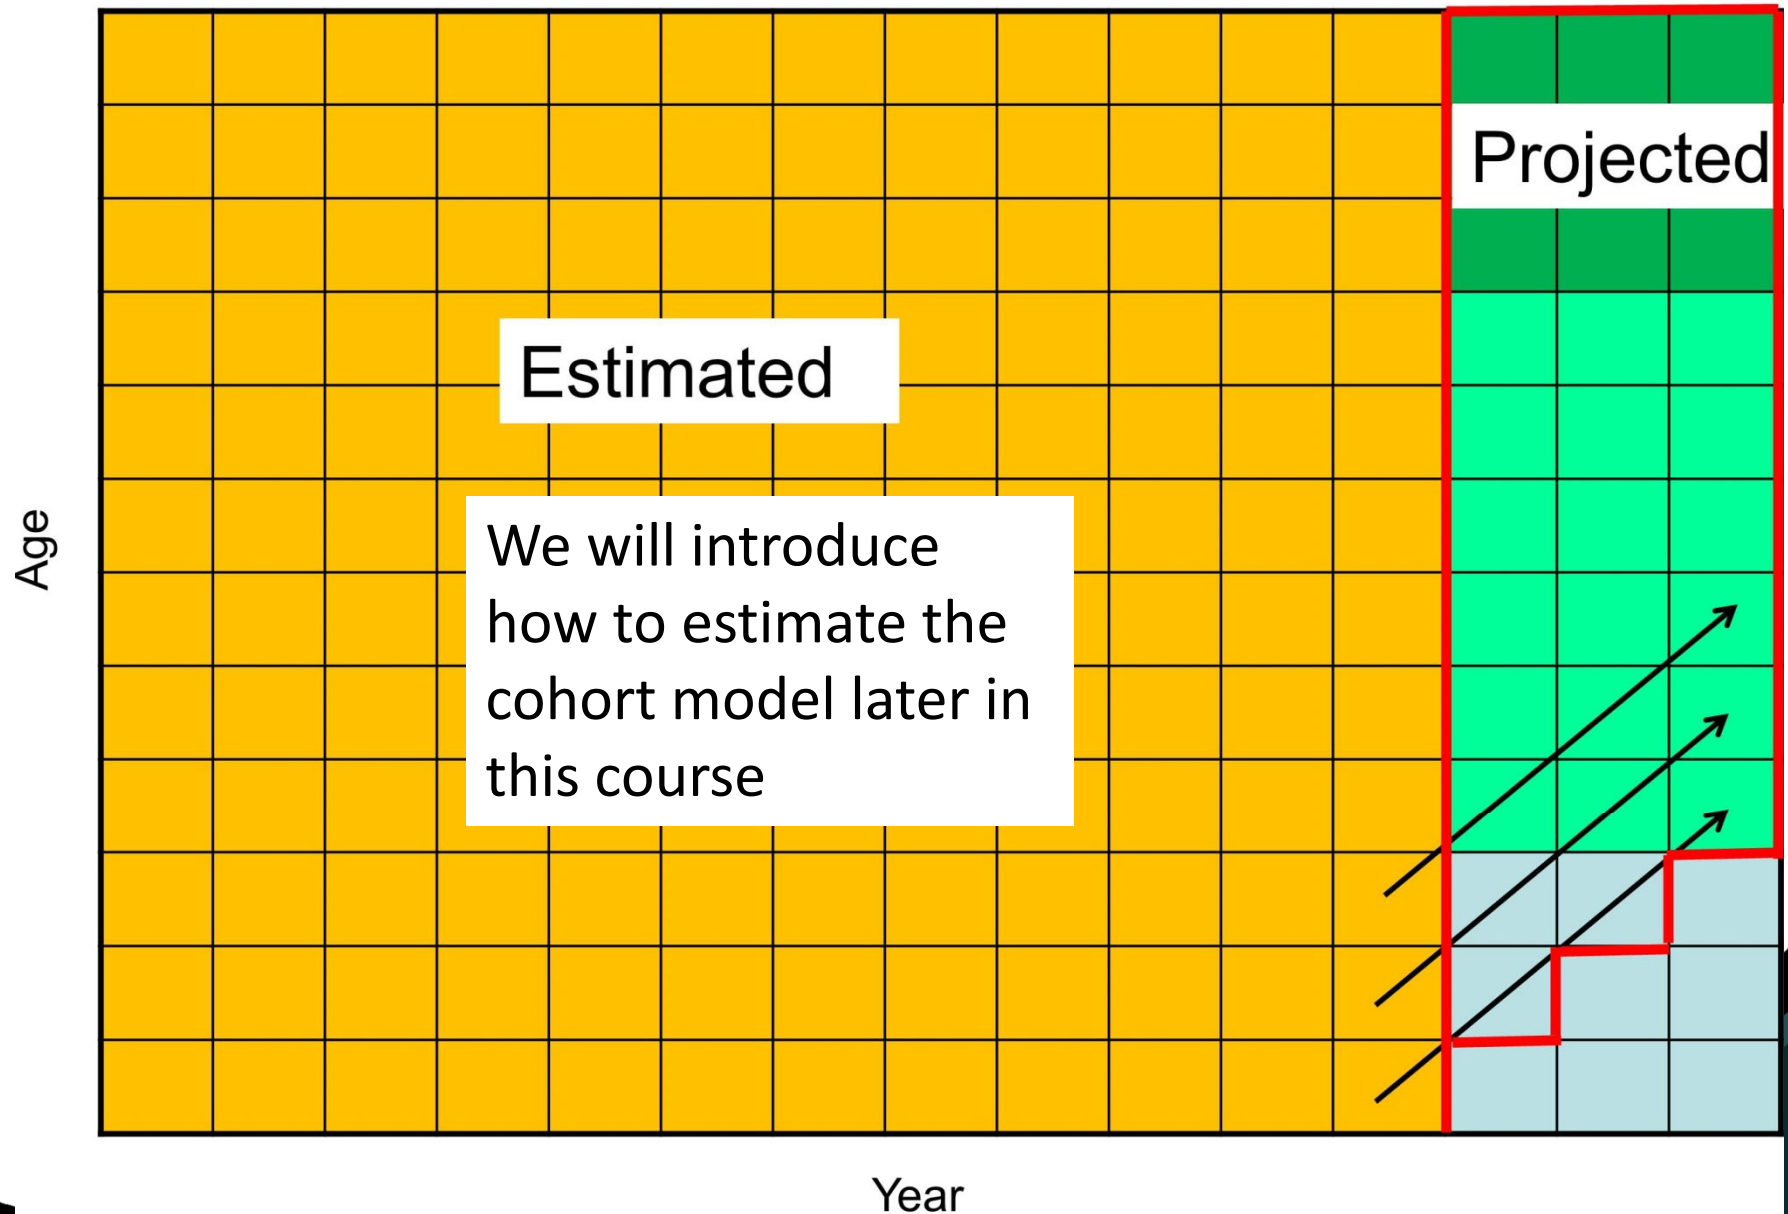 Projected
Estimated
We will introduce
how to estimate the
cohort model later in
this course
Age
Year